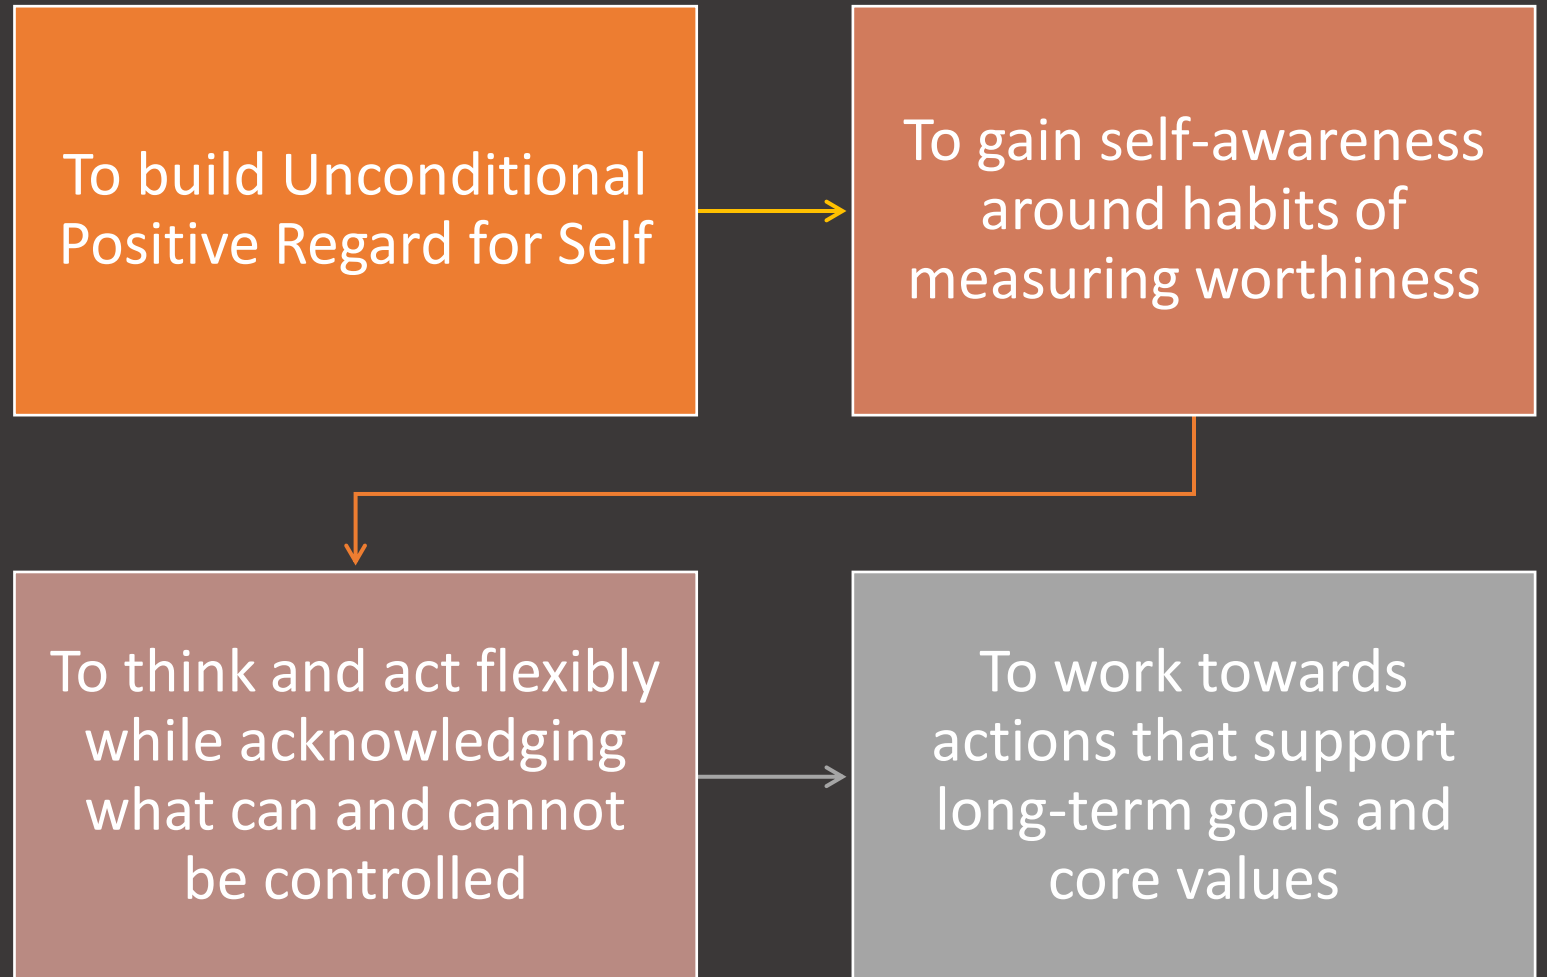 To build Unconditional
Positive Regard for Self
To gain self-awareness
around habits of
measuring worthiness
To think and act flexibly
while acknowledging
what can and cannot
be controlled
To work towards
actions that support
long-term goals and
core values